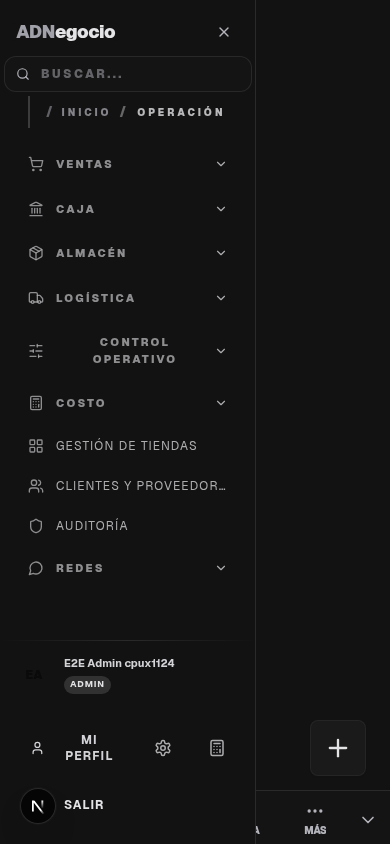 ADNegocio
BUSCAR...
/ INICIO / OPERACIÓN
VENTAS
CAJA
ALMACÉN
LOGÍSTICA
CONTROL
OPERATIVO
COSTO
GESTIÓN DE TIENDAS
CLIENTES Y PROVEEDOR…
AUDITORÍA
REDES
EA
E2E Admin cpux1124
ADMIN
MI
PERFIL
N
SALIR
A
MÁS